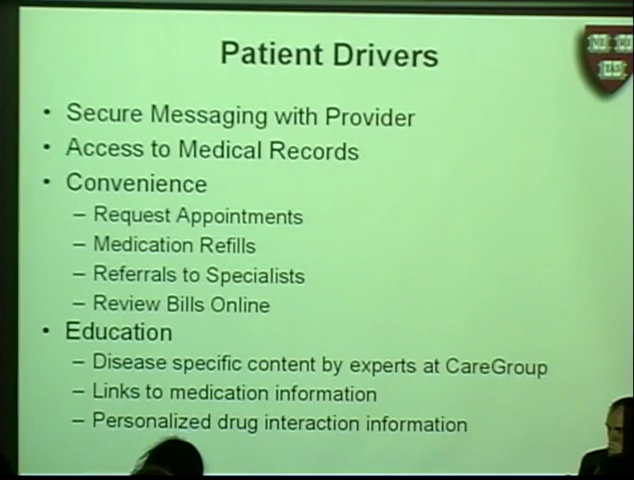 Patient Drivers
• Secure Messaging with Provider
• Access to Medical Records
• Convenience
– Request Appointments
– Medication Refills
– Referrals to Specialists
– Review Bills Online
• Education
– Disease specific content by experts at CareGroup
– Links to medication information
– Personalized drug interaction information